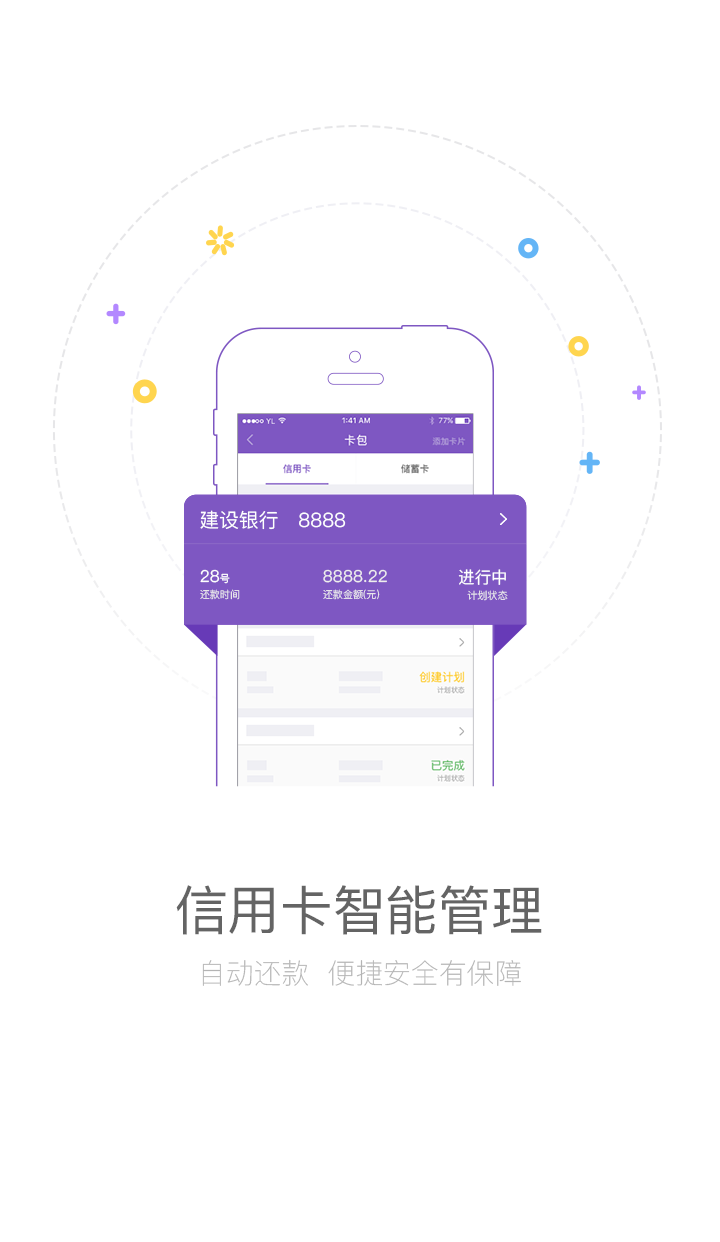 YL 1:41 AM 77%
卡包 添加卡片
信用卡 储蓄卡
建设银行 8888
28号 8888.22 进行中
还款时间 还款金额(元) 计划状态
创建计划
计划状态
已完成
计划状态
信用卡智能管理
自动还款 便捷安全有保障